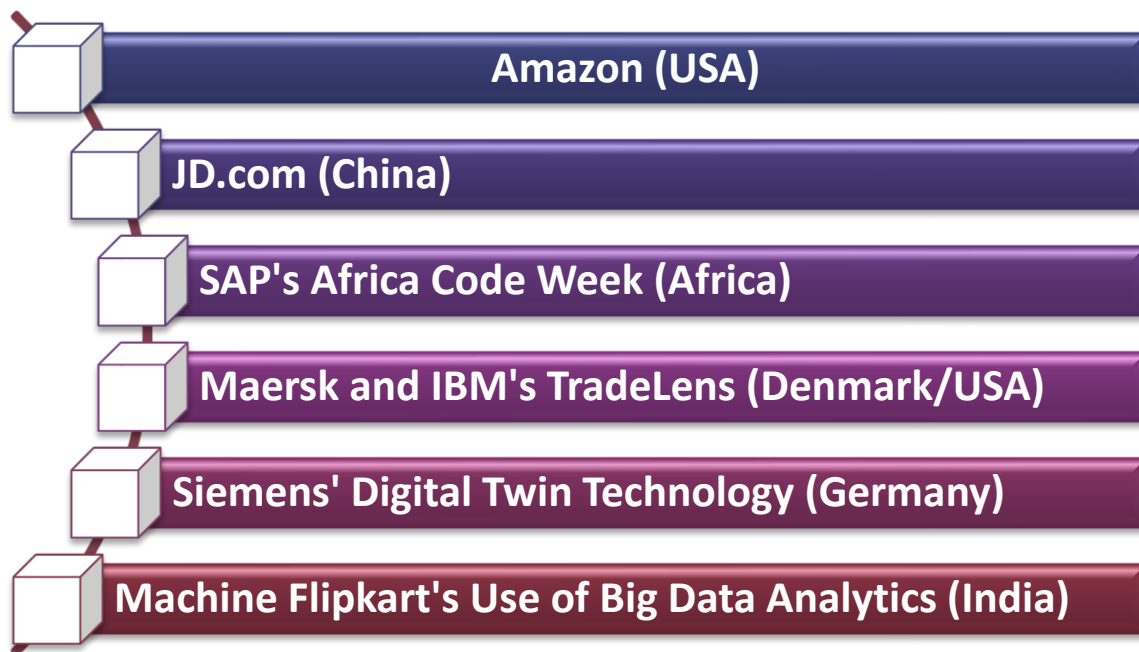 Amazon (USA)
JD.com (China)
SAP's Africa Code Week (Africa)
Maersk and IBM's TradeLens (Denmark/USA)
Siemens' Digital Twin Technology (Germany)
Machine Flipkart's Use of Big Data Analytics (India)